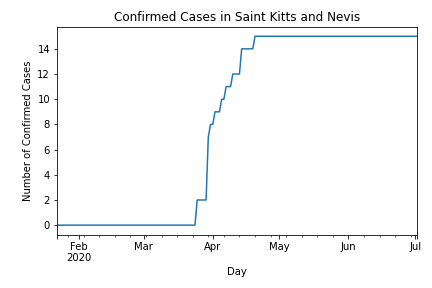 Confirmed Cases in Saint Kitts and Nevis
Number of Confirmed Cases
14
12
10
8
6
4
2
0
Feb Mar Apr May Jun Jul
2020
Day